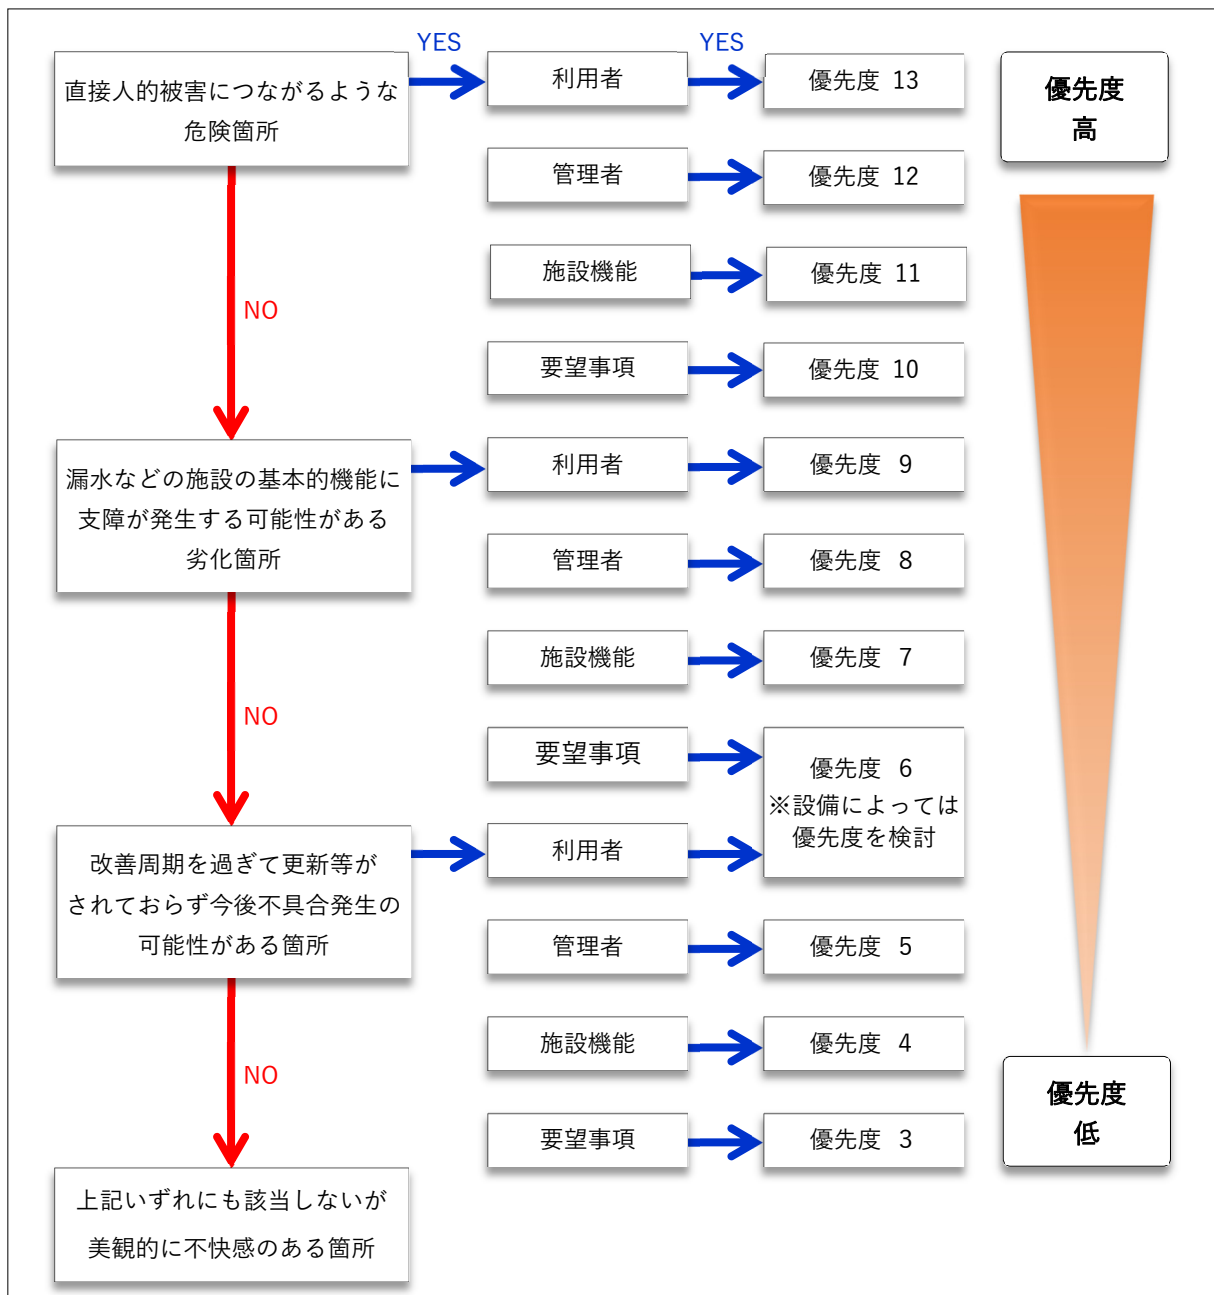 YES
YES
直接人的被害につながるような
危険箇所
利用者
優先度 13
優先度
高
管理者
優先度 12
施設機能
優先度 11
NO
要望事項
優先度 10
漏水などの施設の基本的機能に
支障が発生する可能性がある
劣化箇所
利用者
優先度 9
管理者
優先度 8
施設機能
優先度 7
NO
要望事項
優先度 6
※設備によっては
優先度を検討
改善周期を過ぎて更新等が
されておらず今後不具合発生の
可能性がある箇所
利用者
管理者
優先度 5
施設機能
優先度 4
NO
優先度
低
要望事項
優先度 3
上記いずれにも該当しないが
美観的に不快感のある箇所